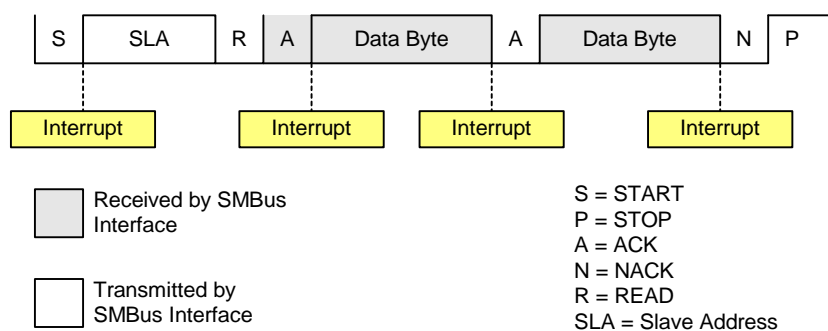 S SLA R A Data Byte A Data Byte N P
Interrupt Interrupt Interrupt Interrupt
Received by SMBus
Interface
Transmitted by
SMBus Interface
S = START
P = STOP
A = ACK
N = NACK
R = READ
SLA = Slave Address